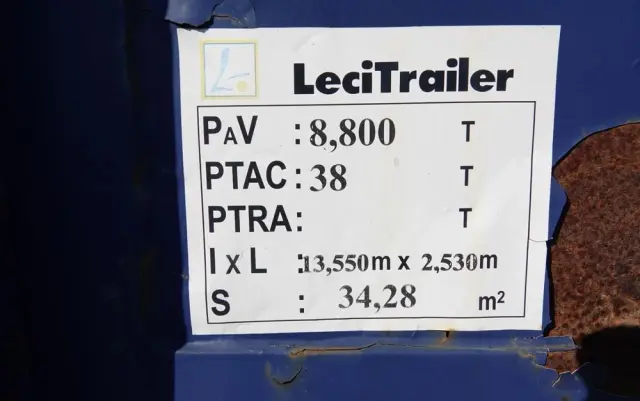 L
LeciTrailer
PAV : 8,800 T
PTAC : 38 T
PTRA : T
l x L : 13,550m x 2,530m
S : 34,28 m²